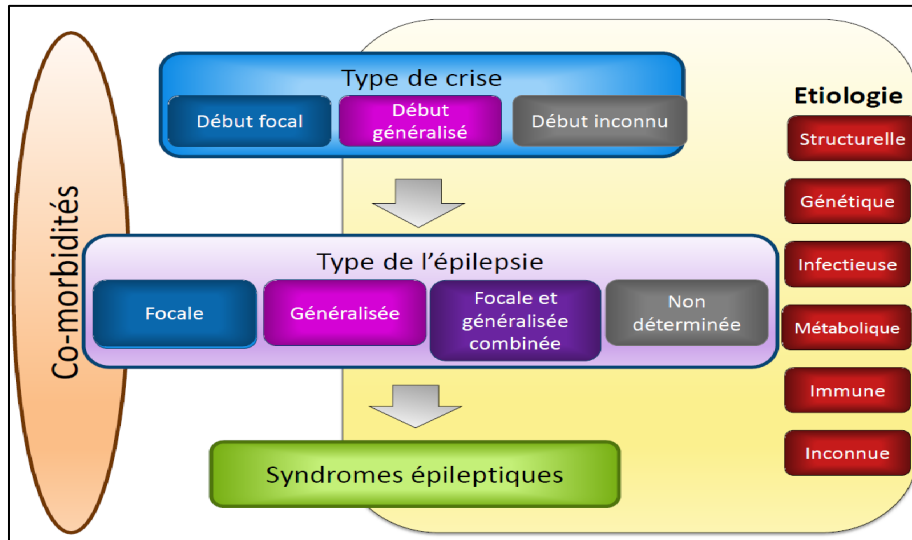 Co-morbidités
Type de crise
Début focal
Début
généralisé
Début inconnu
Type de l'épilepsie
Focale
Généralisée
Focale et
généralisée
combinée
Non
déterminée
Syndromes épileptiques
Etiologie
Structurelle
Génétique
Infectieuse
Métabolique
Immune
Inconnue